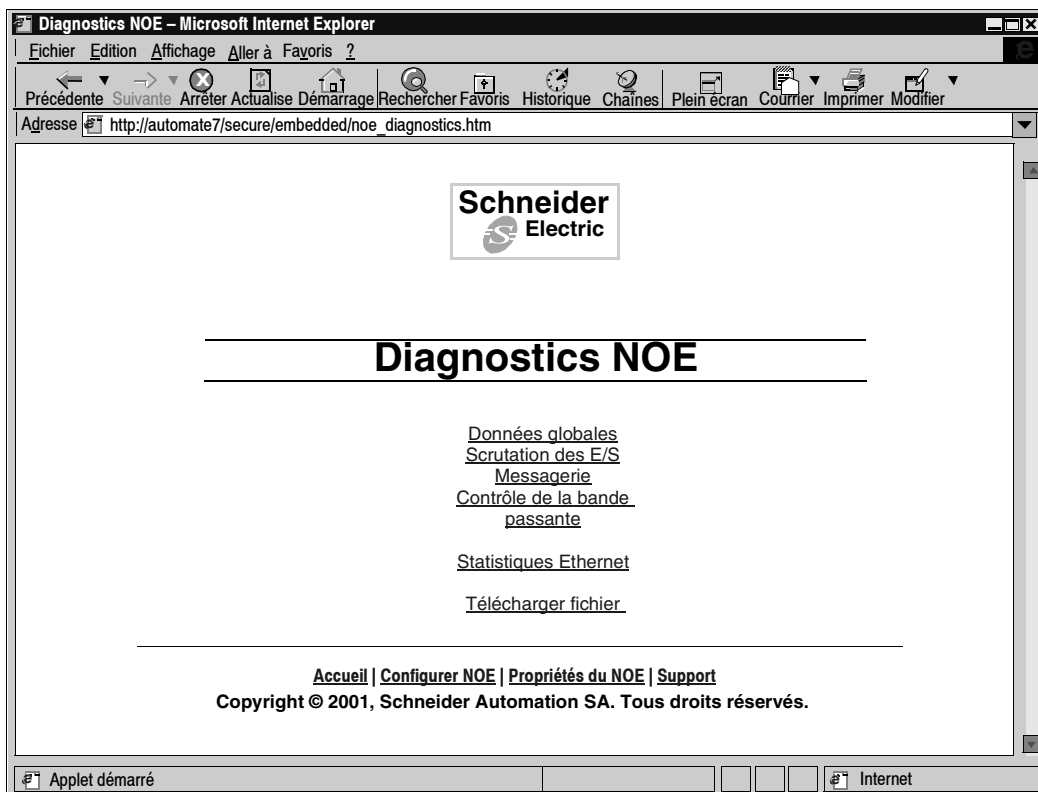 Diagnostics NOE – Microsoft Internet Explorer
Fichier Edition Affichage Aller à Favoris ?
Précédente Suivante Arrêter Actualise Démarrage Rechercher Favoris Historique Chaînes Plein écran Courrier Imprimer Modifier
Adresse http://automate7/secure/embedded/noe_diagnostics.htm
Schneider
Electric
Diagnostics NOE
Données globales
Scrutation des E/S
Messagerie
Contrôle de la bande
passante
Statistiques Ethernet
Télécharger fichier
Accueil | Configurer NOE | Propriétés du NOE | Support
Copyright © 2001, Schneider Automation SA. Tous droits réservés.
Applet démarré Internet